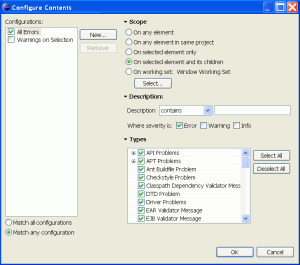 Configure Contents
Configurations:
All Errors
Warnings on Selection
New...
Remove
Scope
On any element
On any element in same project
On selected element only
On selected element and its children
On working set: Window Working Set
Select...
Description:
Description contains
Where severity is: Error Warning Info
Types
API Problems
APT Problems
Ant Buildfile Problem
Checkstyle Problem
Classpath Dependency Validator Mess
DTD Problem
Driver Problems
EAR Validator Message
EJB Validator Message
Select All
Deselect All
Match all configurations
Match any configuration
OK
Cancel